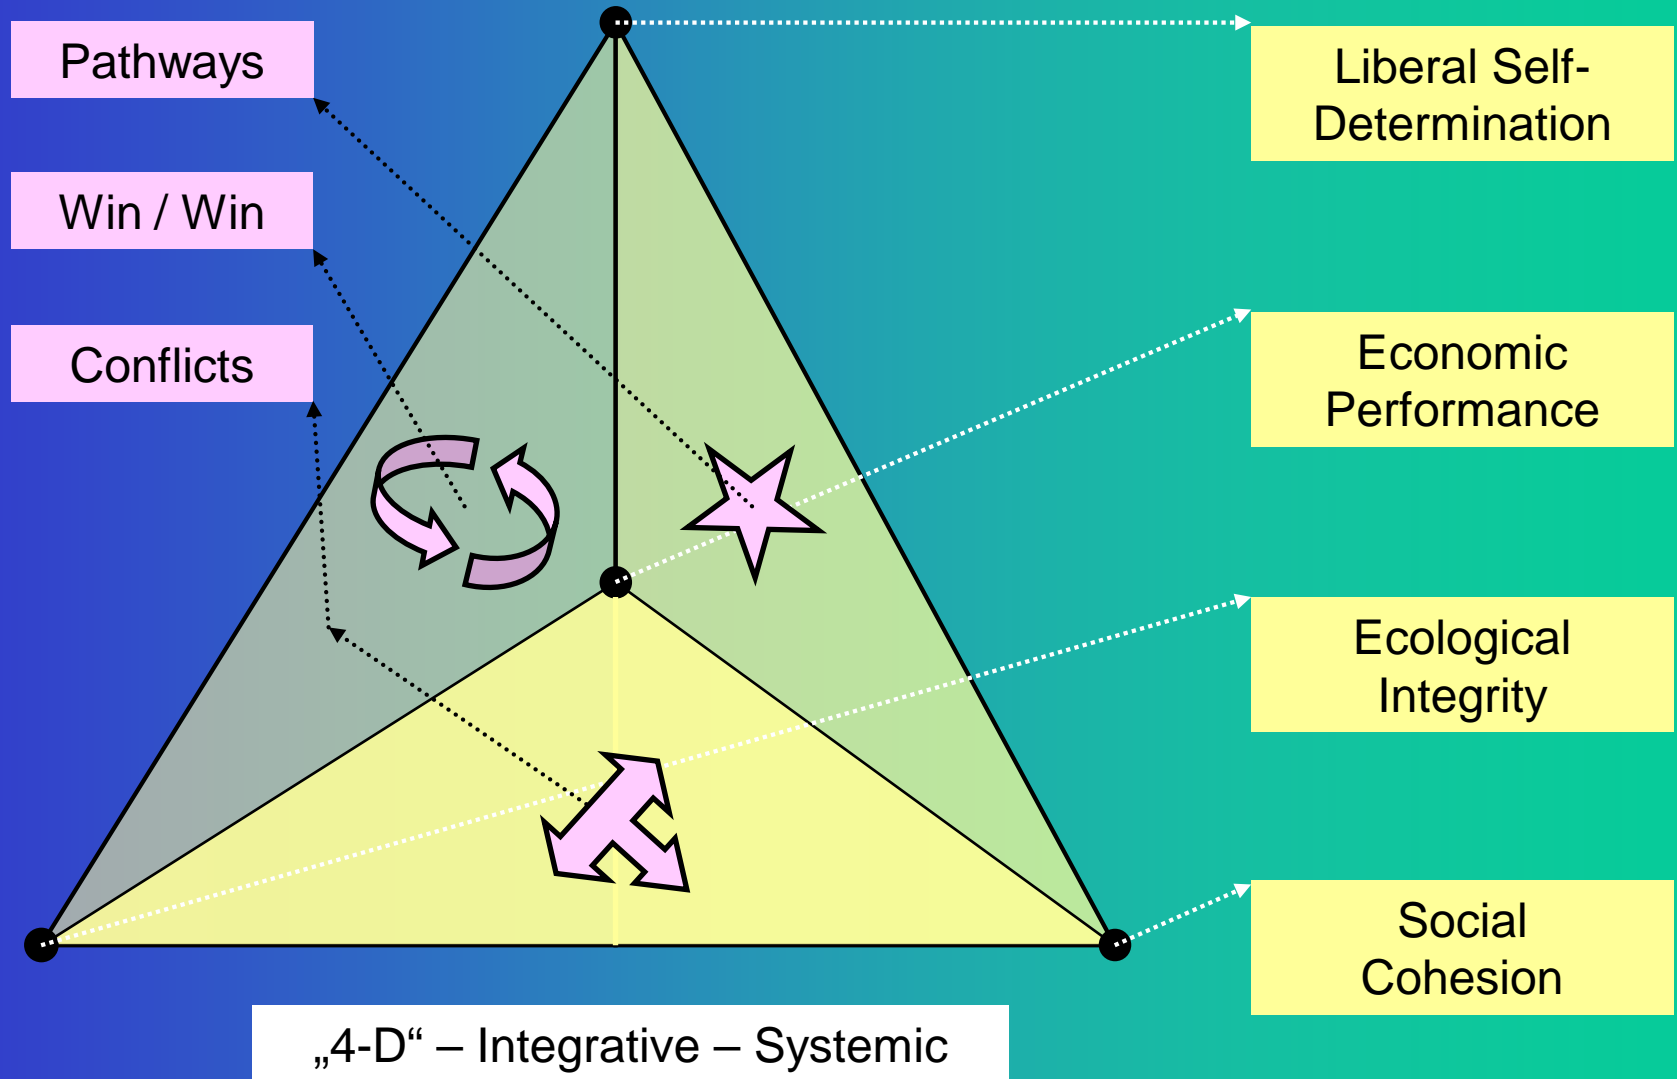 Pathways
Win / Win
Conflicts
Liberal Self-
Determination
Economic
Performance
Ecological
Integrity
Social
Cohesion
„4-D“ – Integrative – Systemic